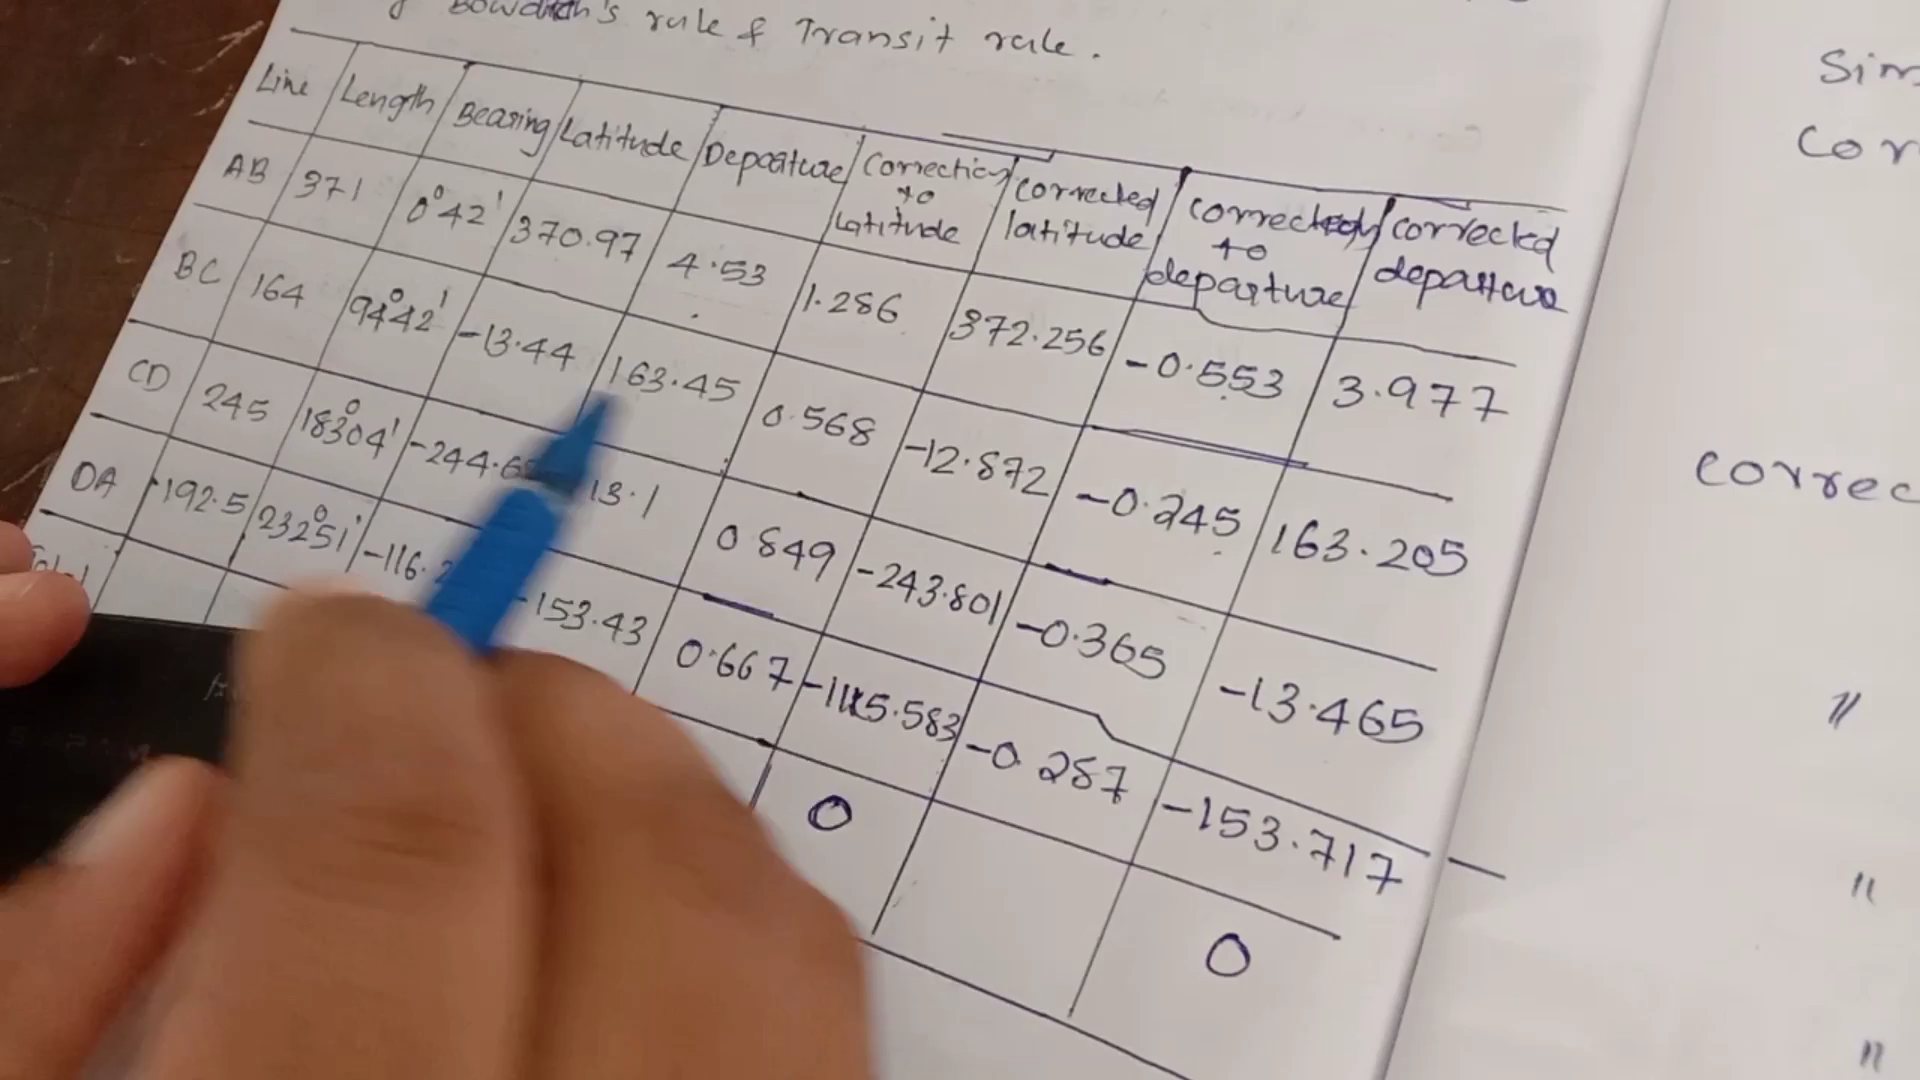 Bowditch's rule & Transit rule.
Line Length Bearing Latitude Departure Correction to latitude corrected latitude corrected to departure corrected departure
AB 371 0°42' 370.97 4.53 1.286 372.256 -0.553 3.977
BC 164 94°42' -13.44 163.45 0.568 -12.872 -0.245 163.205
CD 245 183°04' -244.6 13.1 0.849 -243.801 -0.365 -13.465
DA 192.5 232°51' -116. -153.43 0.667 -115.583 -0.287 -153.717
0 0
Sim
Cor
correc
"
"
"